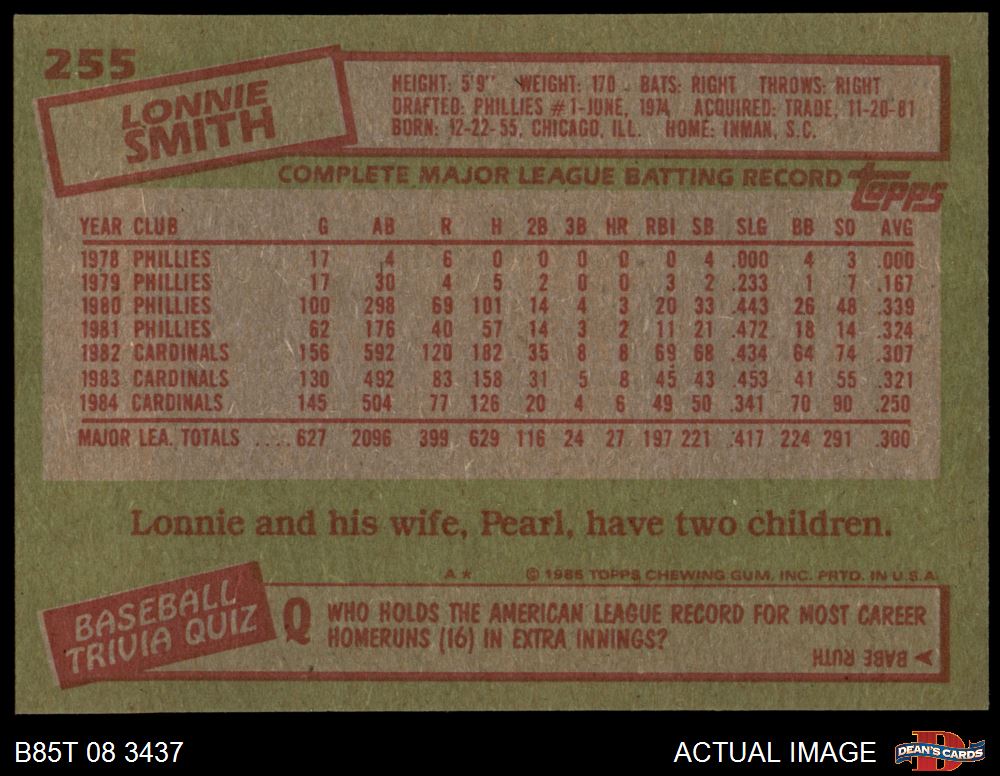 255
LONNIE
SMITH
HEIGHT: 5'9" WEIGHT: 170 BATS: RIGHT THROWS: RIGHT
DRAFTED: PHILLIES #1-JUNE, 1974 ACQUIRED: TRADE, 11-20-81
BORN: 12-22-55, CHICAGO, ILL. HOME: INMAN, S.C.
COMPLETE MAJOR LEAGUE BATTING RECORD topps
YEAR CLUB G AB R H 2B 3B HR RBI SB SLG BB SO AVG
1978 PHILLIES 17 4 6 0 0 0 0 0 4 .000 4 3 .000
1979 PHILLIES 17 30 4 5 2 0 0 3 2 .233 1 7 .167
1980 PHILLIES 100 298 69 101 14 4 3 20 33 .443 26 48 .339
1981 PHILLIES 62 176 40 57 14 3 2 11 21 .472 18 14 .324
1982 CARDINALS 156 592 120 182 35 8 8 69 68 .434 64 74 .307
1983 CARDINALS 130 492 83 158 31 5 8 45 43 .453 41 55 .321
1984 CARDINALS 145 504 77 126 20 4 6 49 50 .341 70 90 .250
MAJOR LEA. TOTALS ....627 2096 399 629 116 24 27 197 221 .417 224 291 .300
Lonnie and his wife, Pearl, have two children.
A* © 1985 TOPPS CHEWING GUM, INC. PRTD. IN U.S.A.
BASEBALL
TRIVIA QUIZ
Q WHO HOLDS THE AMERICAN LEAGUE RECORD FOR MOST CAREER
HOMERUNS (16) IN EXTRA INNINGS?
BABE RUTH
B85T 08 3437 ACTUAL IMAGE DEAN'S CARDS